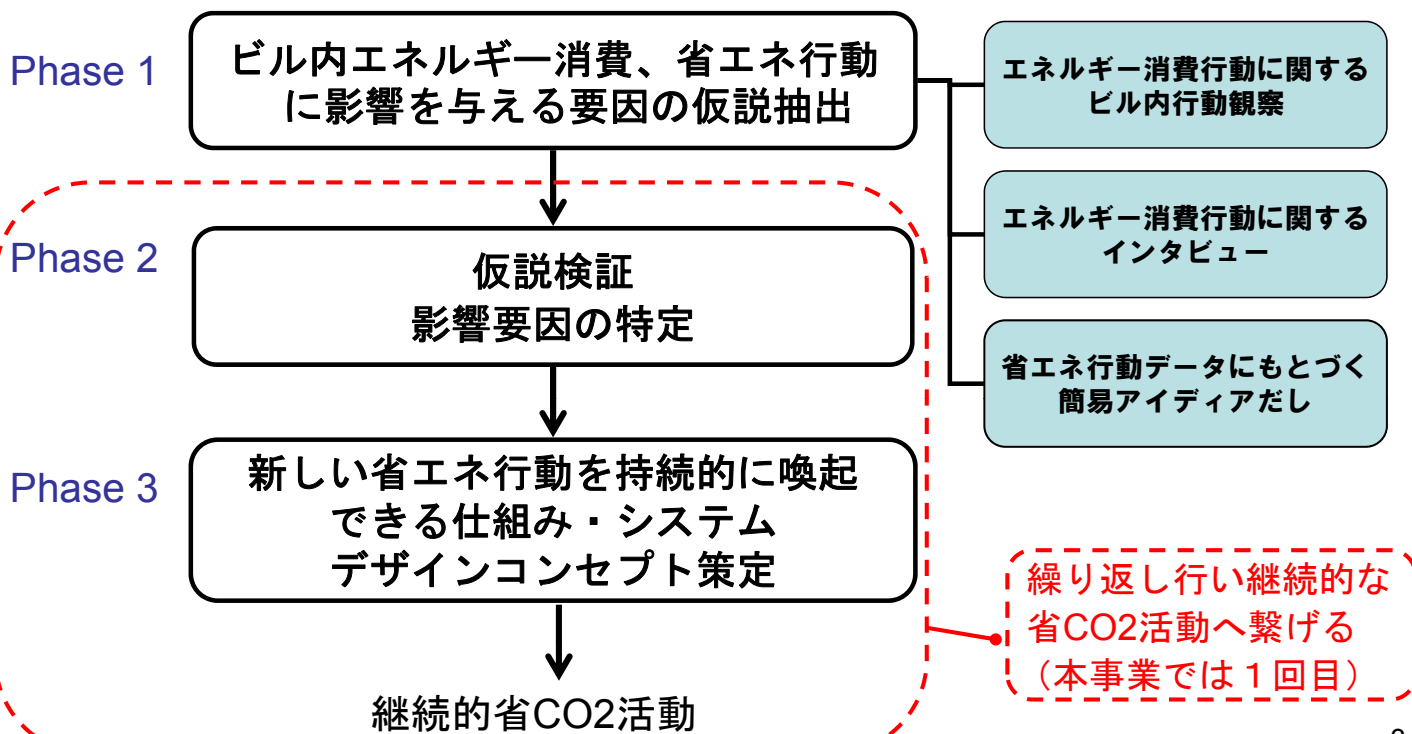 Phase 1
ビル内エネルギー消費、省エネ行動
に影響を与える要因の仮説抽出
エネルギー消費行動に関する
ビル内行動観察
エネルギー消費行動に関する
インタビュー
省エネ行動データにもとづく
簡易アイディアだし
Phase 2
仮説検証
影響要因の特定
Phase 3
新しい省エネ行動を持続的に喚起
できる仕組み・システム
デザインコンセプト策定
繰り返し行い継続的な
省CO2活動へ繋げる
（本事業では１回目）
継続的省CO2活動